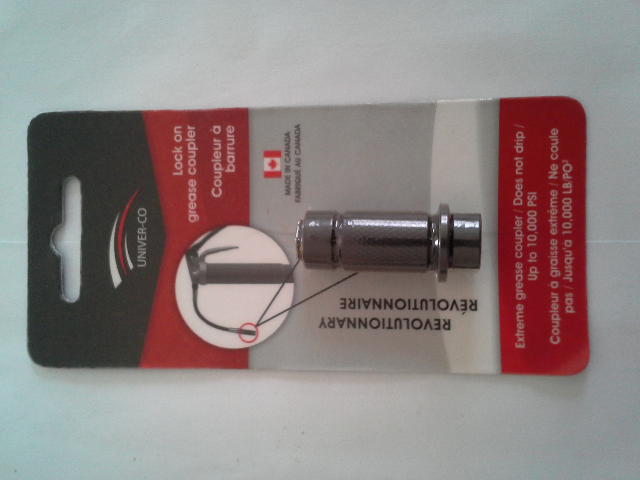 UNIVER-CO
Lock on
grease coupler
Coupleur à
barrure
MADE IN CANADA
FABRIQUÉ AU CANADA
REVOLUTIONNARY
RÉVOLUTIONNAIRE
Extreme grease coupler / Does not drip /
Up to 10,000 PSI
Coupleur à graisse extrême / Ne coule
pas / Jusqu'à 10,000 LB/PO²